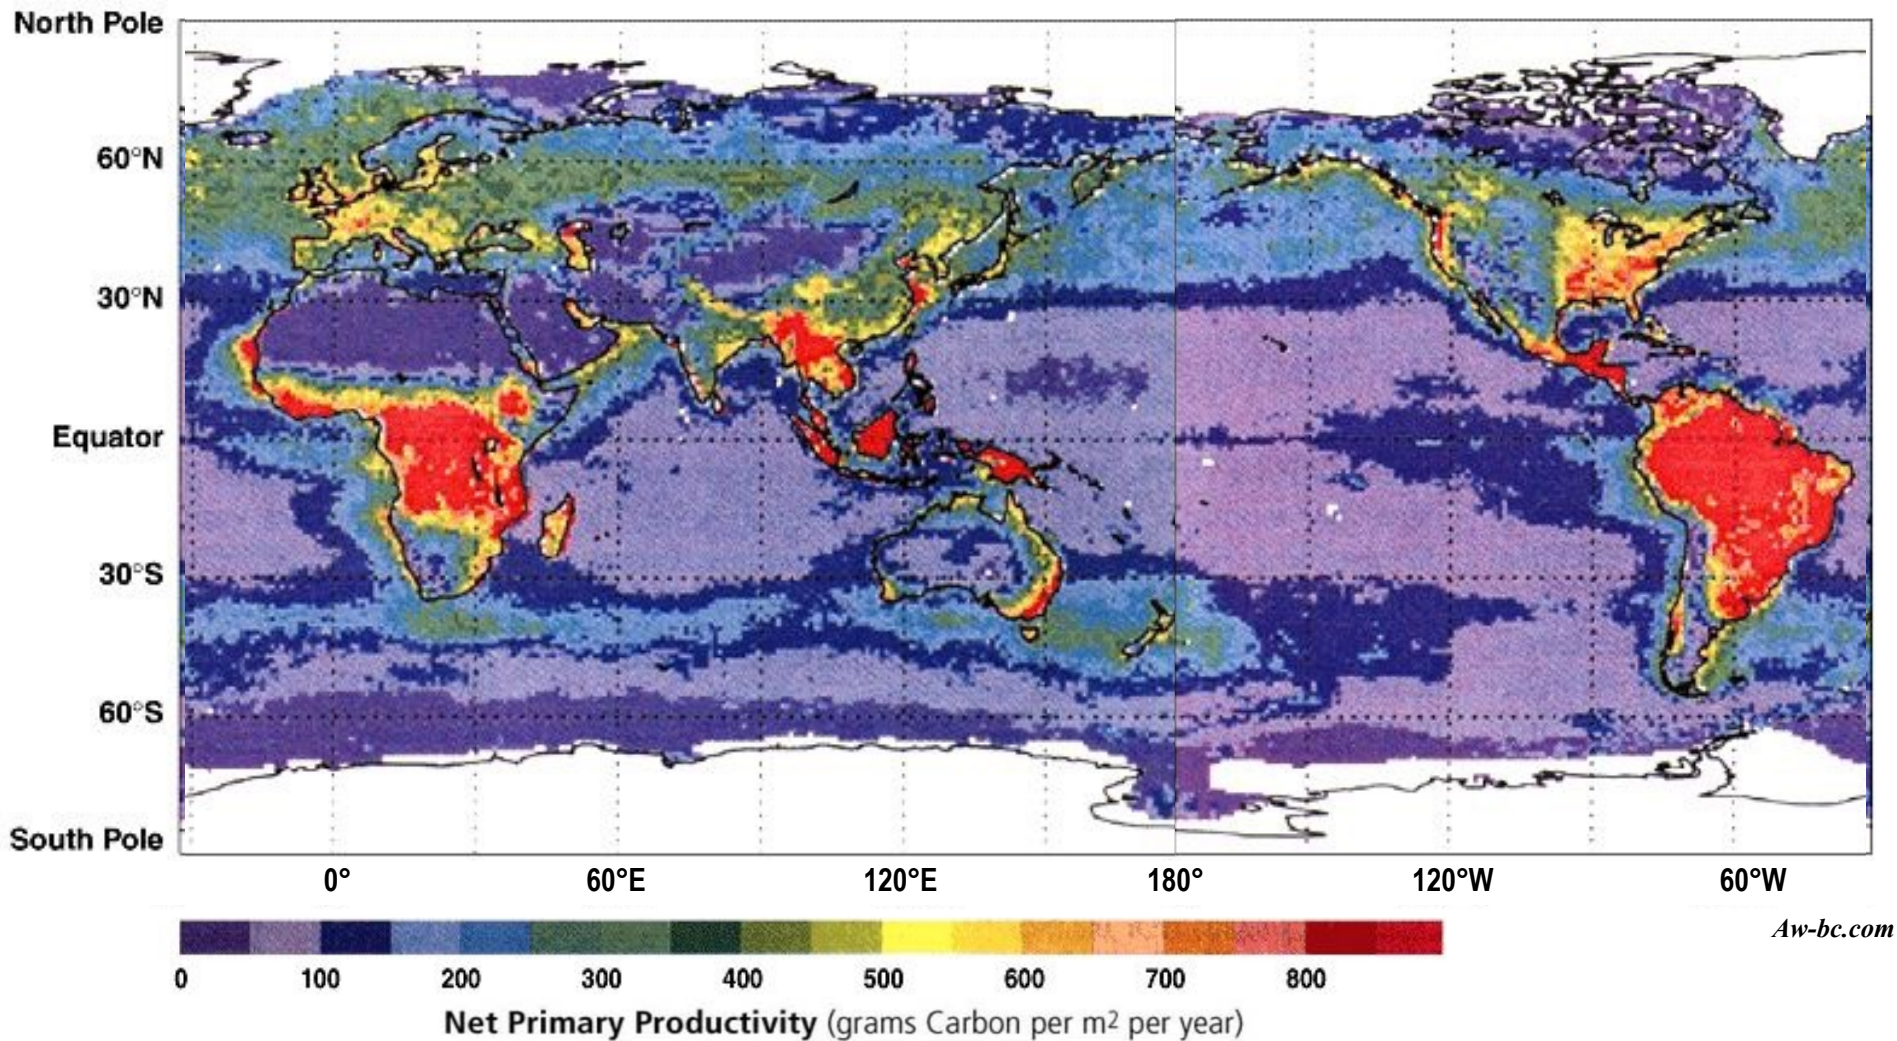 North Pole
60°N
30°N
Equator
30°S
60°S
South Pole
0° 60°E 120°E 180° 120°W 60°W
Aw-bc.com
0 100 200 300 400 500 600 700 800
Net Primary Productivity (grams Carbon per m2 per year)